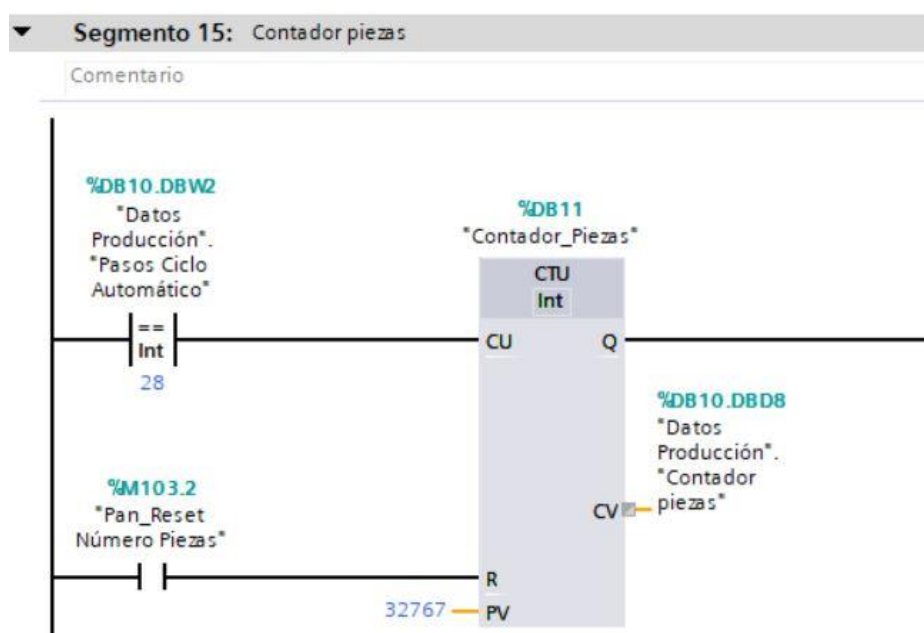 Segmento 15: Contador piezas
Comentario
%DB10.DBW2
"Datos
Producción".
"Pasos Ciclo
Automático"
==
Int
28
%DB11
"Contador_Piezas"
CTU
Int
CU Q
%DB10.DBD8
"Datos
Producción".
"Contador
piezas"
CV
%M103.2
"Pan_Reset
Número Piezas"
R
32767 PV